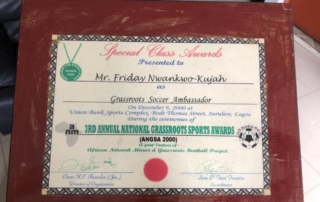 Special Class Awards
Presented to
Mr. Friday Nwankwo-Kujah
as
Grassroots Soccer Ambassador
On December 9, 2000 at
Union Bank Sports Complex, Bode Thomas Street, Surulere, Lagos.
During the ceremonies of
3RD ANNUAL NATIONAL GRASSROOTS SPORTS AWARDS
(ANGSA 2000)
African Network Minors & Grassroots Football Project